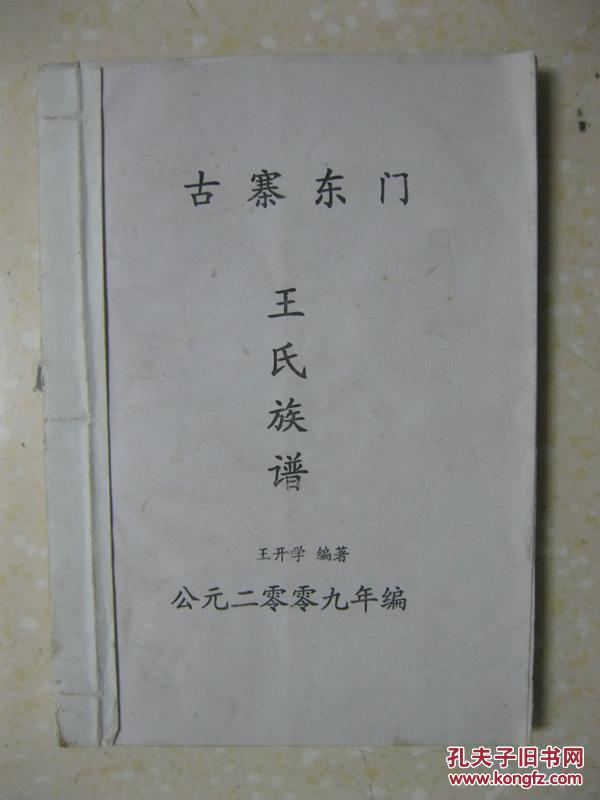 古寨东门
王氏族谱
王开学 编著
公元二零零九年编
孔夫子旧书网
www.kongfz.com